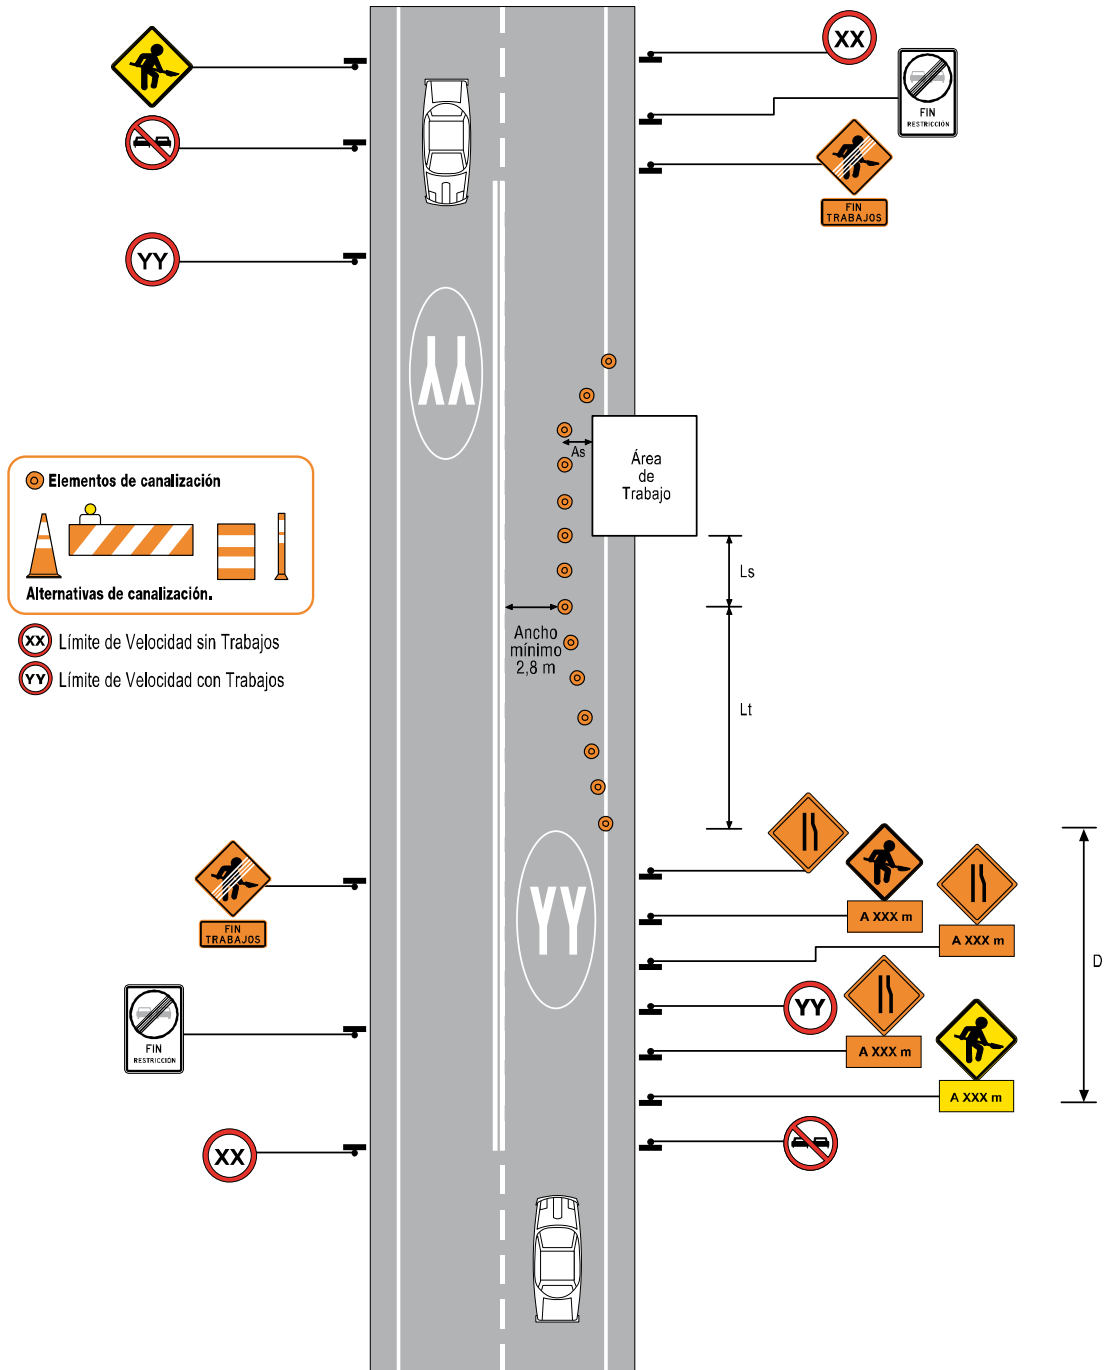 XX
FIN
RESTRICCIÓN
FIN
TRABAJOS
YY
YY
As
Área
de
Trabajo
Elementos de canalización
Alternativas de canalización.
XX Límite de Velocidad sin Trabajos
YY Límite de Velocidad con Trabajos
Ls
Ancho
mínimo
2,8 m
Lt
FIN
TRABAJOS
YY
A XXX m
A XXX m
D
FIN
RESTRICCIÓN
YY
A XXX m
A XXX m
XX